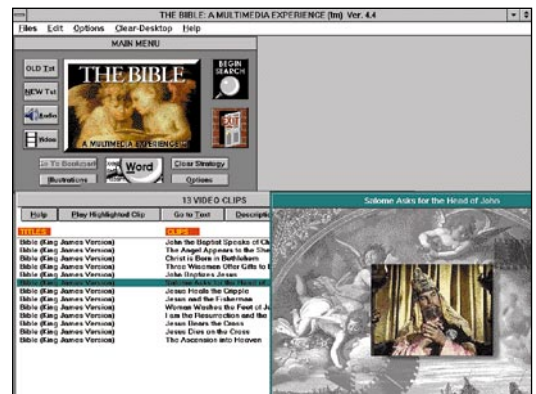 THE BIBLE: A MULTIMEDIA EXPERIENCE (tm) Ver. 4.4
Files Edit Options Clear-Desktop Help
MAIN MENU
OLD Tst
NEW Tst
Audio
Video
THE BIBLE
A MULTIMEDIA EXPERIENCE
BEGIN
SEARCH
EXIT
Go To Bookmark
Word
Clear Strategy
Illustrations
Options
13 VIDEO CLIPS
Help Play Highlighted Clip Go to Text Descriptio
TITLES CLIPS
Bible (King James Version) John the Baptist Speaks of Ch
Bible (King James Version) The Angel Appears to the She
Bible (King James Version) Christ is Born in Bethlehem
Bible (King James Version) Three Wisemen Offer Gifts to
Bible (King James Version) John Baptizes Jesus
Bible (King James Version) Salome Asks for the Head of
Bible (King James Version) Jesus Heals the Cripple
Bible (King James Version) Jesus and the Fisherman
Bible (King James Version) Woman Washes the Feet of J
Bible (King James Version) I am the Resurrection and the
Bible (King James Version) Jesus Bears the Cross
Bible (King James Version) Jesus Dies on the Cross
Bible (King James Version) The Ascension into Heaven
Salome Asks for the Head of John